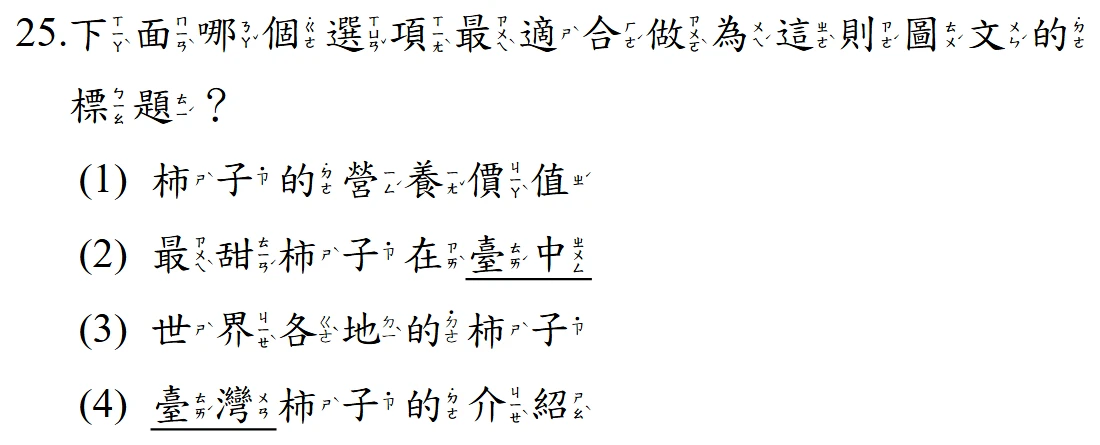 25.下面哪個選項最適合做為這則圖文的
標題？
(1) 柿子的營養價值
(2) 最甜柿子在臺中
(3) 世界各地的柿子
(4) 臺灣柿子的介紹